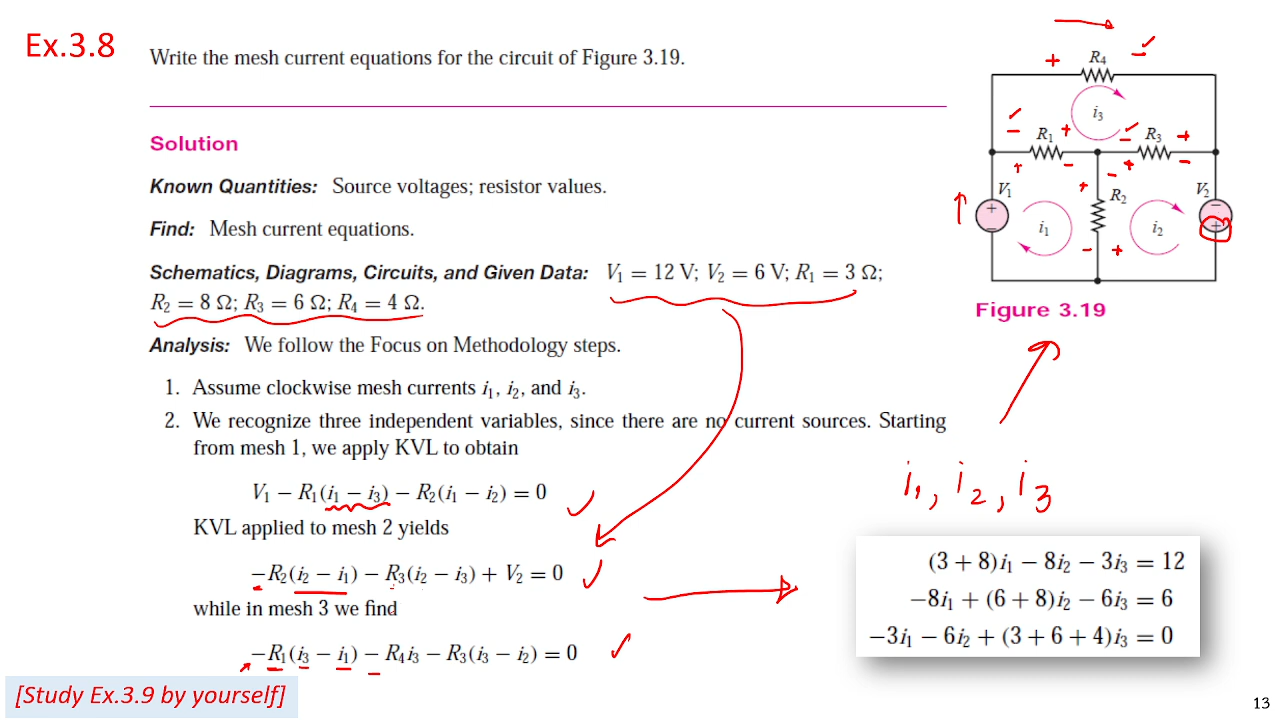 Ex.3.8
Write the mesh current equations for the circuit of Figure 3.19.
Solution
Known Quantities: Source voltages; resistor values.
Find: Mesh current equations.
Schematics, Diagrams, Circuits, and Given Data: V₁ = 12 V; V₂ = 6 V; R₁ = 3 Ω;
R₂ = 8 Ω; R₃ = 6 Ω; R₄ = 4 Ω.
Analysis: We follow the Focus on Methodology steps.
1. Assume clockwise mesh currents i₁, i₂, and i₃.
2. We recognize three independent variables, since there are no current sources. Starting
from mesh 1, we apply KVL to obtain
V₁ − R₁(i₁ − i₃) − R₂(i₁ − i₂) = 0
KVL applied to mesh 2 yields
−R₂(i₂ − i₁) − R₃(i₂ − i₃) + V₂ = 0
while in mesh 3 we find
−R₁(i₃ − i₁) − R₄i₃ − R₃(i₃ − i₂) = 0
[Study Ex.3.9 by yourself]
+ R₄ −
i₃
− R₁ + − R₃ +
+ − + −
V₁ + − R₂ V₂
+ − i₁ i₂ − +
− +
Figure 3.19
i₁, i₂, i₃
(3 + 8)i₁ − 8i₂ − 3i₃ = 12
−8i₁ + (6 + 8)i₂ − 6i₃ = 6
−3i₁ − 6i₂ + (3 + 6 + 4)i₃ = 0
13